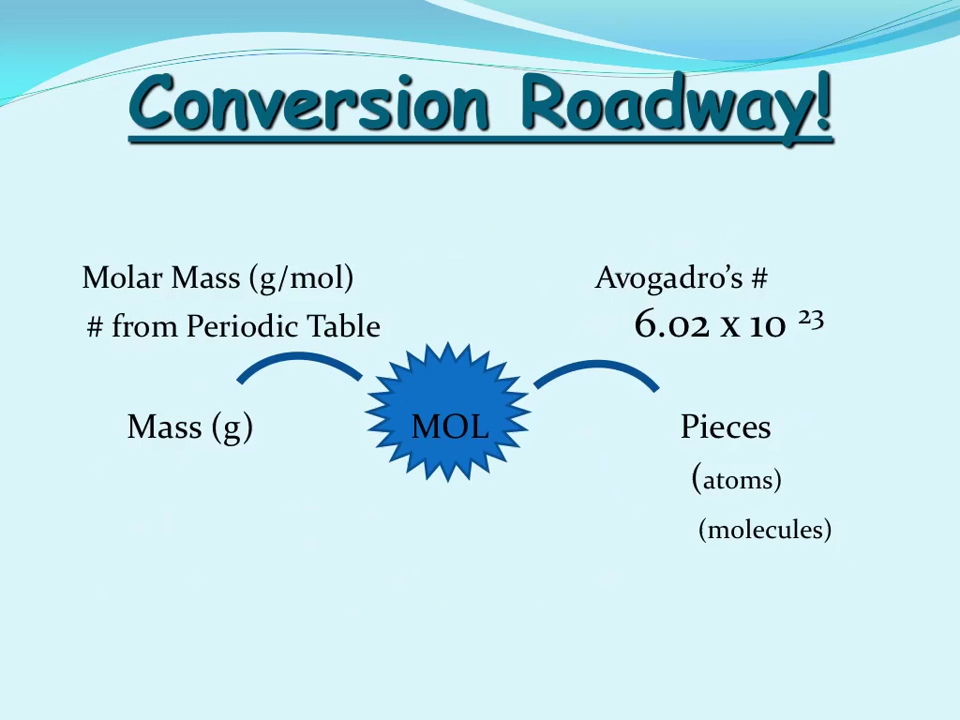 Conversion Roadway!
Molar Mass (g/mol) Avogadro’s #
# from Periodic Table 6.02 x 10 ²³
Mass (g) MOL Pieces
(atoms)
(molecules)